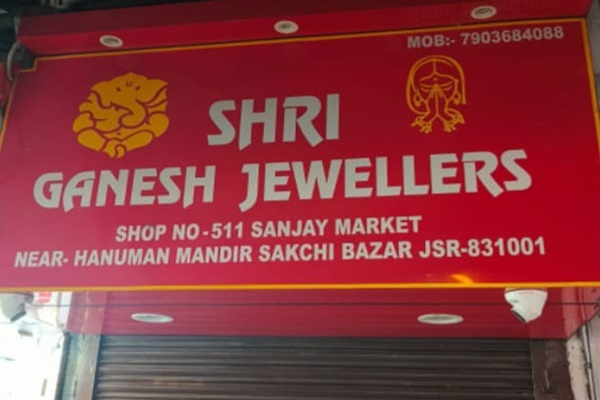 MOB:- 7903684088
SHRI
GANESH JEWELLERS
SHOP NO-511 SANJAY MARKET
NEAR- HANUMAN MANDIR SAKCHI BAZAR JSR-831001